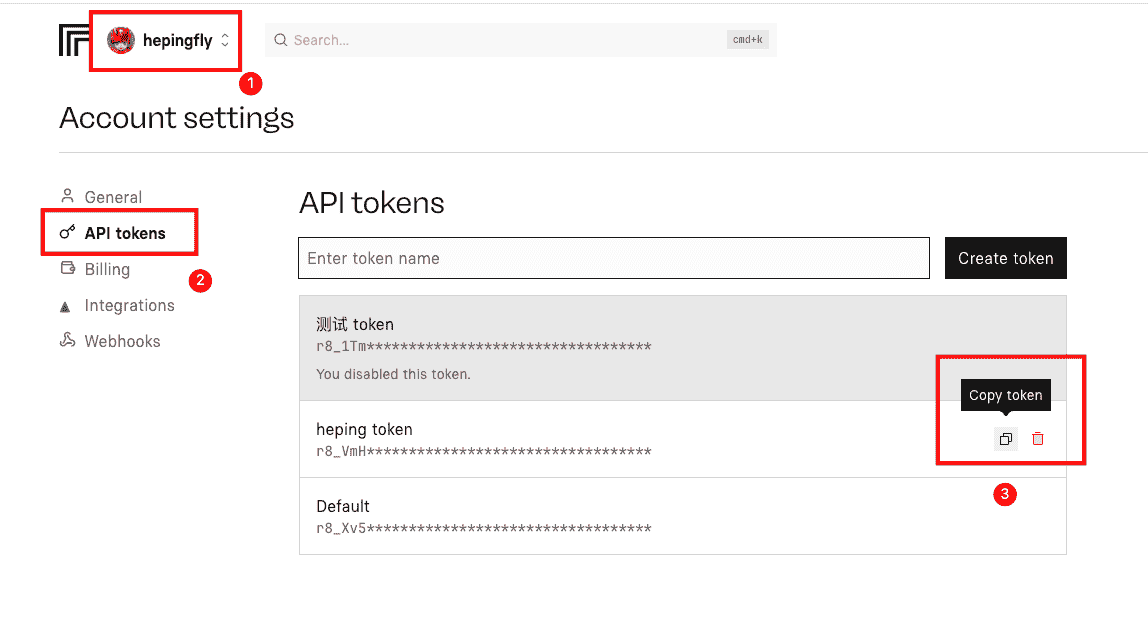 hepingfly
Search...
cmd+k
1
Account settings
General
API tokens
Billing
2
Integrations
Webhooks
API tokens
Enter token name
Create token
测试 token
r8_1Tm**********************************
You disabled this token.
Copy token
heping token
r8_VmH**********************************
3
Default
r8_Xv5**********************************